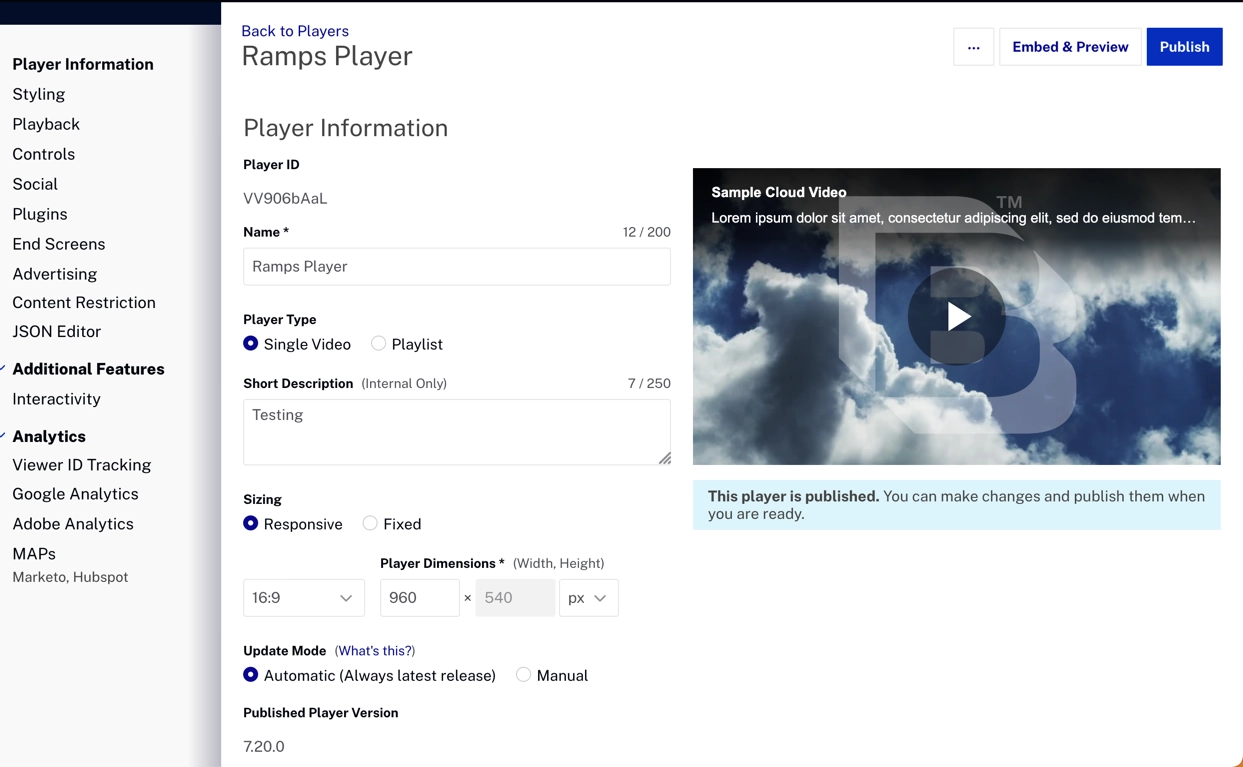 Player Information
Styling
Playback
Controls
Social
Plugins
End Screens
Advertising
Content Restriction
JSON Editor
Additional Features
Interactivity
Analytics
Viewer ID Tracking
Google Analytics
Adobe Analytics
MAPs
Marketo, Hubspot
Back to Players
Ramps Player
... Embed & Preview Publish
Player Information
Player ID
VV906bAaL
Name * 12 / 200
Ramps Player
Player Type
Single Video Playlist
Short Description (Internal Only) 7 / 250
Testing
Sizing
Responsive Fixed
Player Dimensions * (Width, Height)
16:9 960 × 540 px
Update Mode (What's this?)
Automatic (Always latest release) Manual
Published Player Version
7.20.0
Sample Cloud Video
TM
Lorem ipsum dolor sit amet, consectetur adipiscing elit, sed do eiusmod tem...
B
This player is published. You can make changes and publish them when
you are ready.